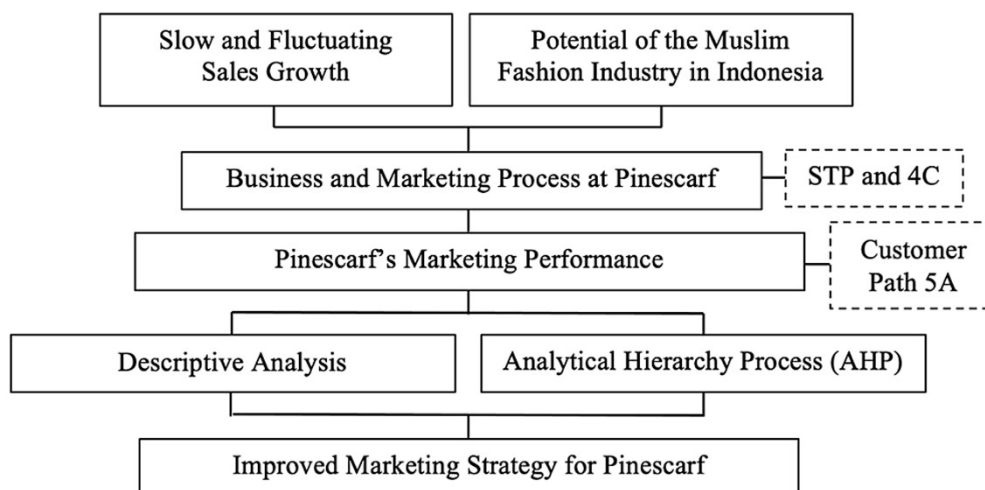 Slow and Fluctuating
Sales Growth
Potential of the Muslim
Fashion Industry in Indonesia
Business and Marketing Process at Pinescarf
STP and 4C
Pinescarf’s Marketing Performance
Customer
Path 5A
Descriptive Analysis
Analytical Hierarchy Process (AHP)
Improved Marketing Strategy for Pinescarf